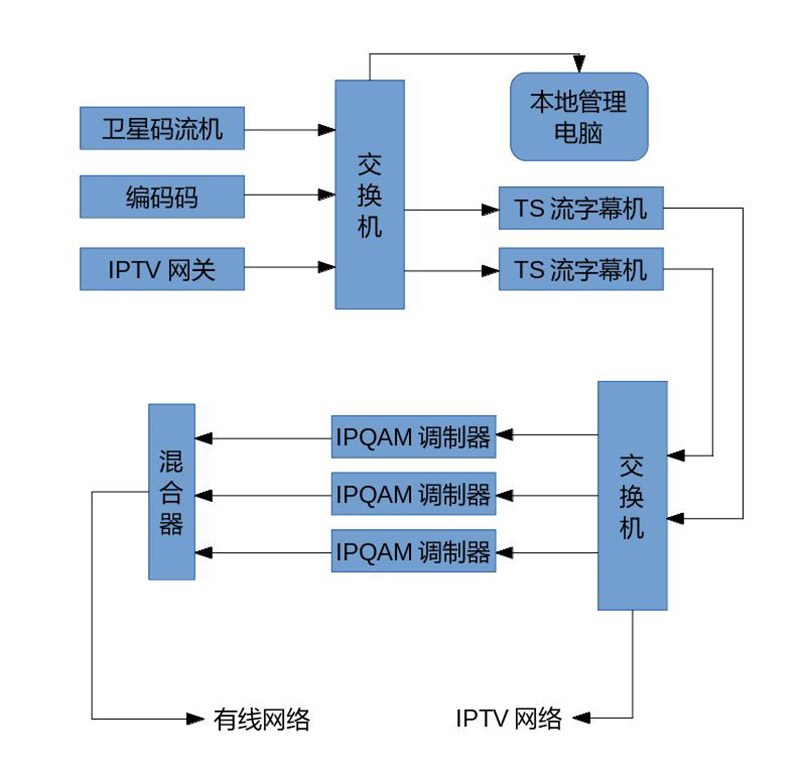 本地管理
电脑
卫星码流机
交换机
编码码
TS 流字幕机
IPTV 网关
TS 流字幕机
混合器
IPQAM 调制器
交换机
IPQAM 调制器
IPQAM 调制器
有线网络
IPTV 网络